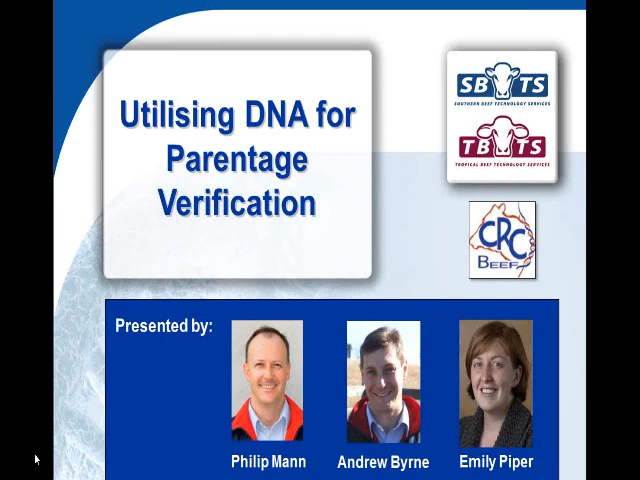 Utilising DNA for
Parentage
Verification
SBTS
SOUTHERN BEEF TECHNOLOGY SERVICES
TBTS
TROPICAL BEEF TECHNOLOGY SERVICES
CRC
BEEF
Presented by:
Philip Mann
Andrew Byrne
Emily Piper